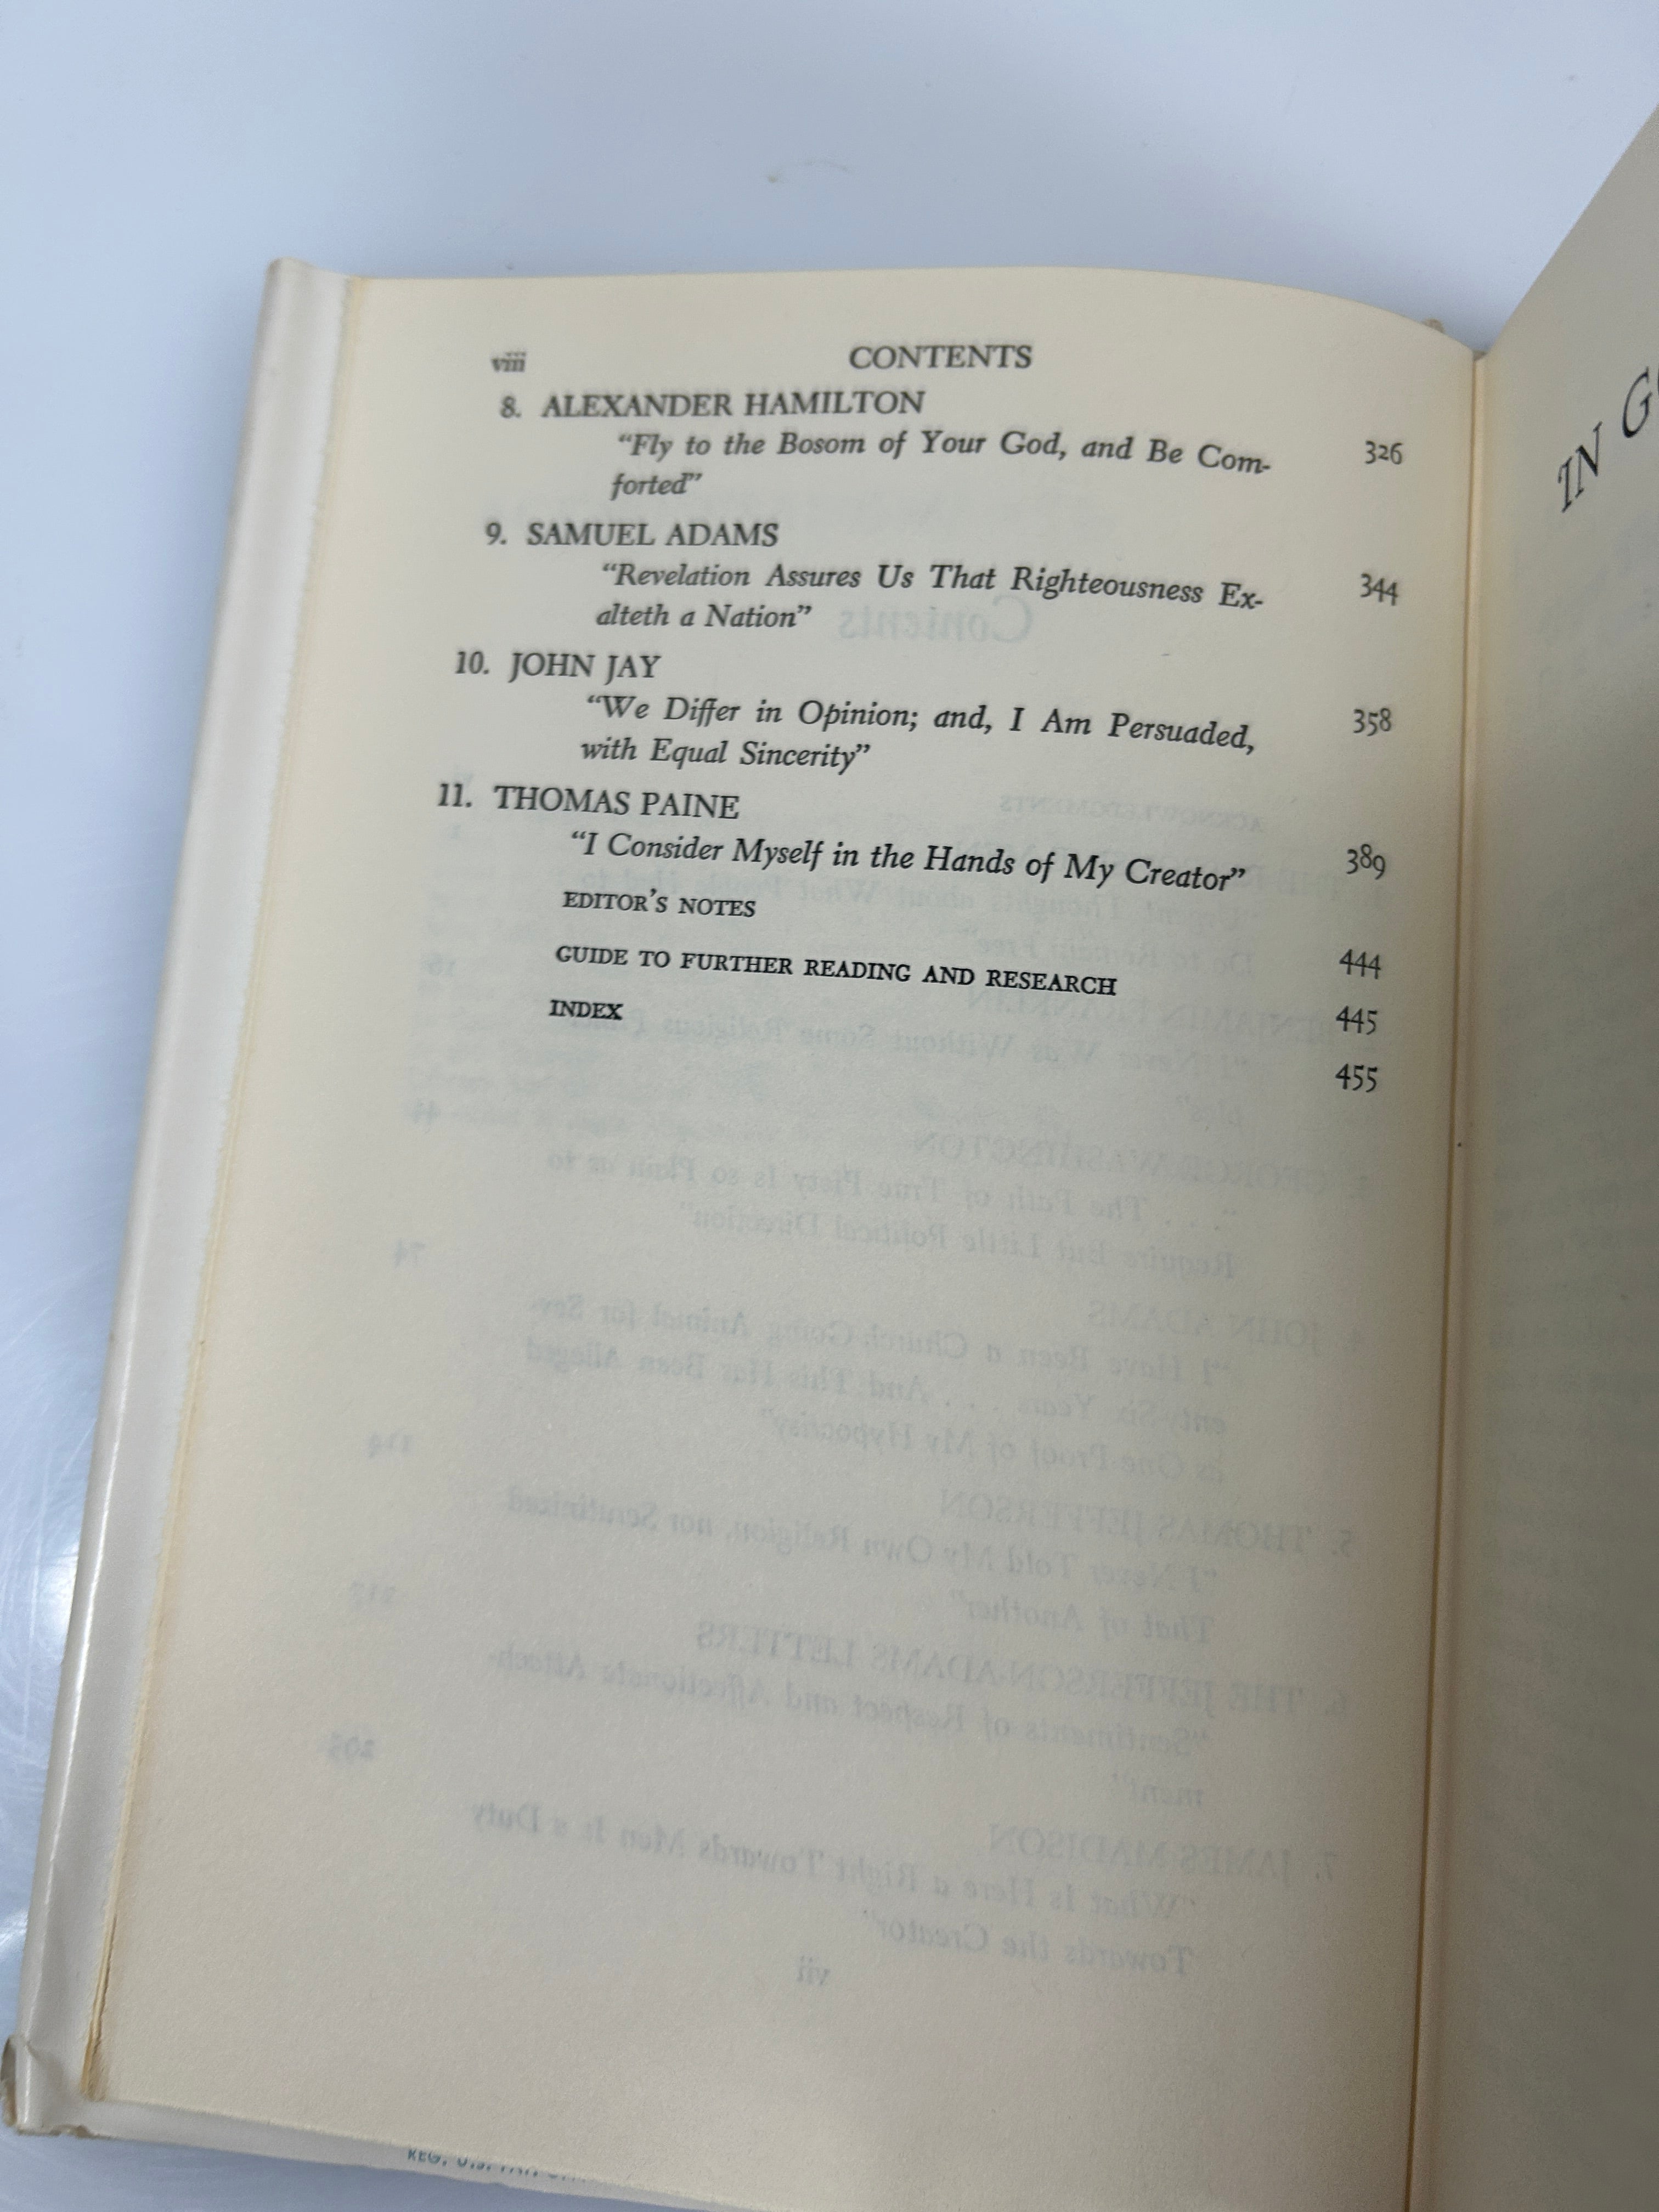 viii CONTENTS
8. ALEXANDER HAMILTON
“Fly to the Bosom of Your God, and Be Com- 326
forted”
9. SAMUEL ADAMS
“Revelation Assures Us That Righteousness Ex- 344
alteth a Nation”
10. JOHN JAY
“We Differ in Opinion; and, I Am Persuaded, 358
with Equal Sincerity”
11. THOMAS PAINE
“I Consider Myself in the Hands of My Creator” 389
EDITOR'S NOTES 444
GUIDE TO FURTHER READING AND RESEARCH 445
INDEX 455
IN